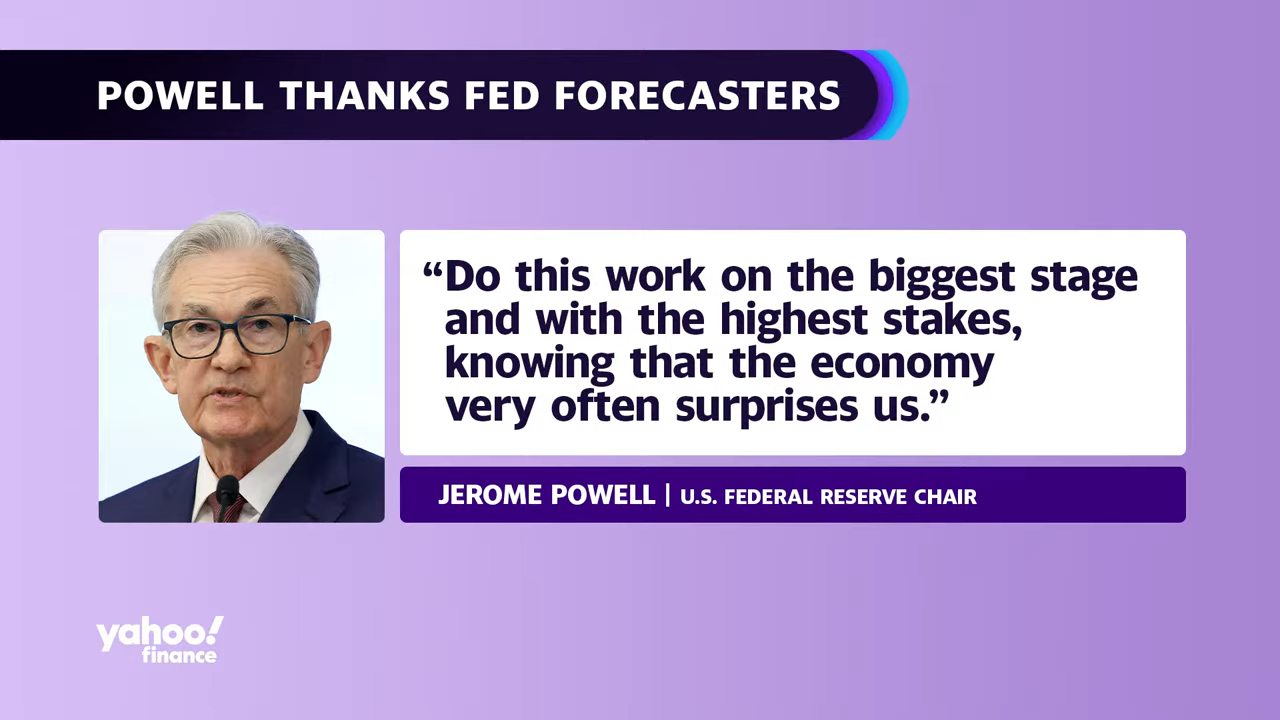 POWELL THANKS FED FORECASTERS
“Do this work on the biggest stage
and with the highest stakes,
knowing that the economy
very often surprises us.”
JEROME POWELL | U.S. FEDERAL RESERVE CHAIR
yahoo!
finance